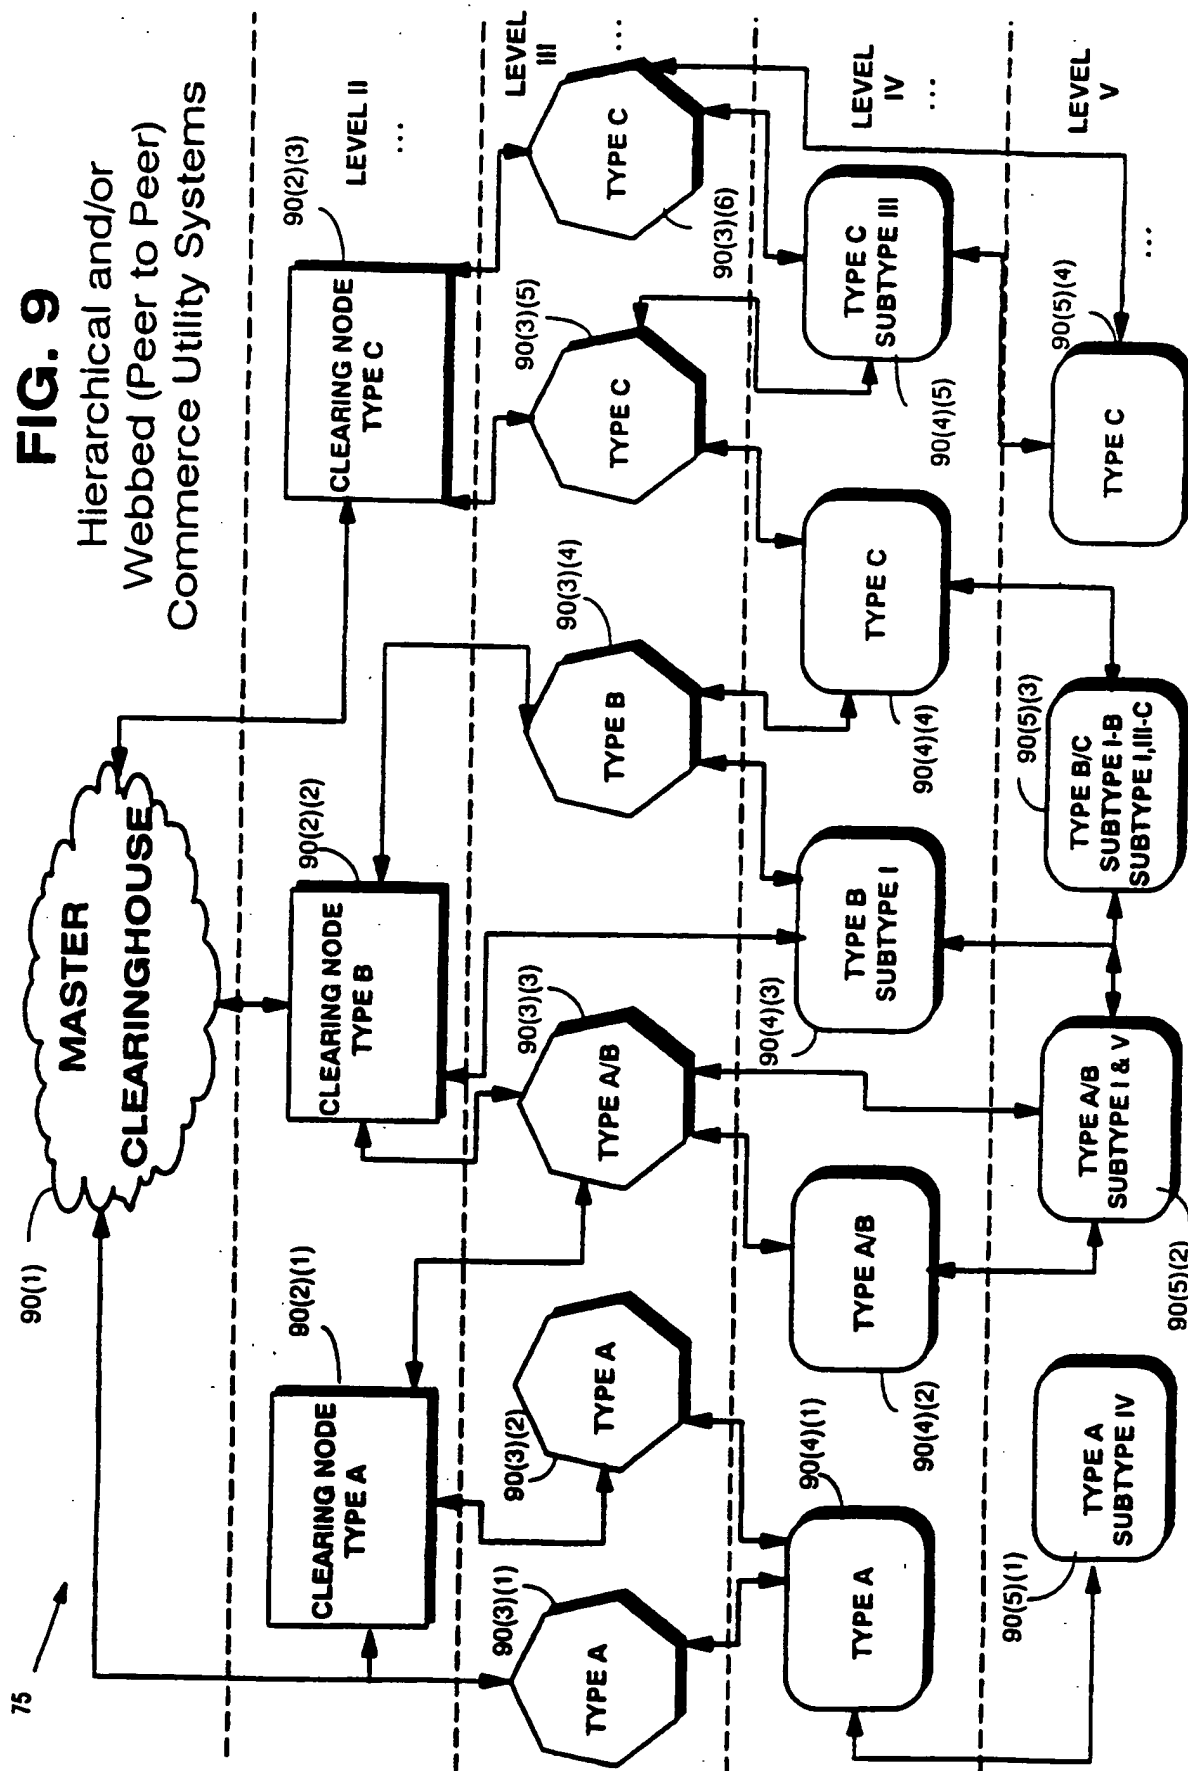 FIG. 9
Hierarchical and/or
Webbed (Peer to Peer)
Commerce Utility Systems
75
90(1)
MASTER
CLEARINGHOUSE
90(2)(1)
CLEARING NODE
TYPE A
90(2)(2)
CLEARING NODE
TYPE B
90(2)(3)
CLEARING NODE
TYPE C
LEVEL II
...
90(3)(1)
TYPE A
90(3)(2)
TYPE A
90(3)(3)
TYPE A/B
90(3)(4)
TYPE B
90(3)(5)
TYPE C
90(3)(6)
TYPE C
LEVEL
III
...
90(4)(1)
TYPE A
90(4)(2)
TYPE A/B
90(4)(3)
TYPE B
SUBTYPE I
90(4)(4)
TYPE C
90(4)(5)
TYPE C
SUBTYPE III
LEVEL
IV
...
90(5)(1)
TYPE A
SUBTYPE IV
90(5)(2)
TYPE A/B
SUBTYPE I & V
90(5)(3)
TYPE B/C
SUBTYPE I-B
SUBTYPE I,III-C
90(5)(4)
TYPE C
LEVEL
V
...